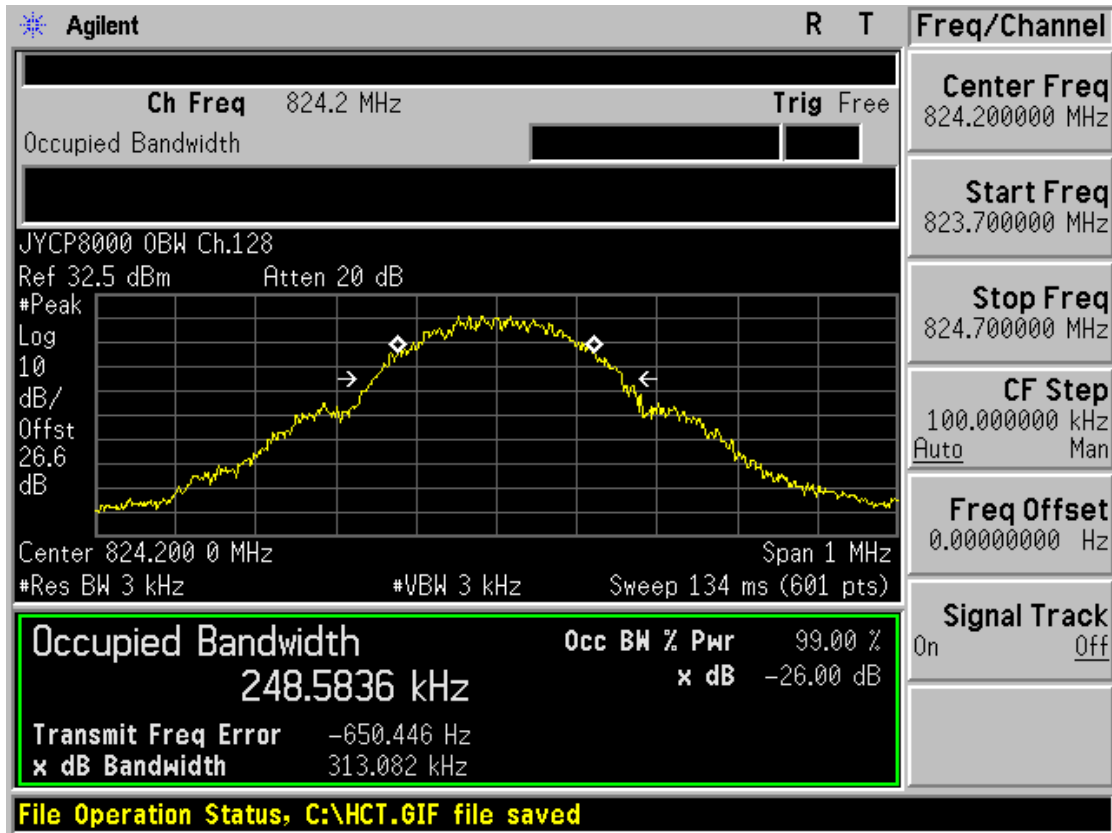 Agilent R T
Ch Freq 824.2 MHz Trig Free
Occupied Bandwidth
JYCP8000 OBW Ch.128
Ref 32.5 dBm Atten 20 dB
#Peak
Log
10
dB/
Offst
26.6
dB
Center 824.200 0 MHz Span 1 MHz
#Res BW 3 kHz #VBW 3 kHz Sweep 134 ms (601 pts)
Occupied Bandwidth
248.5836 kHz
Occ BW % Pwr 99.00 %
x dB -26.00 dB
Transmit Freq Error -650.446 Hz
x dB Bandwidth 313.082 kHz
File Operation Status, C:\HCT.GIF file saved
Freq/Channel
Center Freq
824.200000 MHz
Start Freq
823.700000 MHz
Stop Freq
824.700000 MHz
CF Step
100.000000 kHz
Auto Man
Freq Offset
0.00000000 Hz
Signal Track
On Off